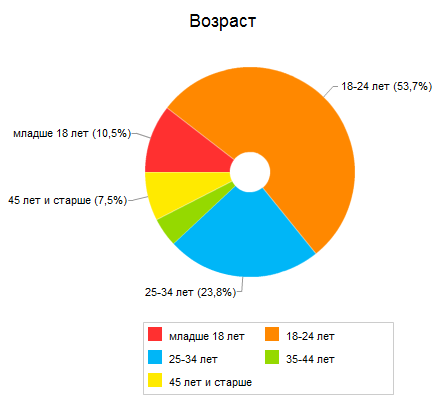 Возраст
18-24 лет (53,7%)
младше 18 лет (10,5%)
45 лет и старше (7,5%)
25-34 лет (23,8%)
младше 18 лет
18-24 лет
25-34 лет
35-44 лет
45 лет и старше